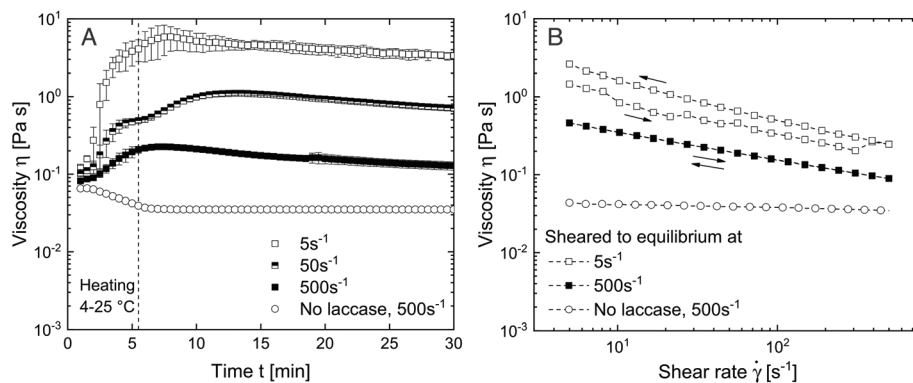 A
Viscosity η [Pa s]
10¹
10⁰
10⁻¹
10⁻²
10⁻³
0 5 10 15 20 25 30
Time t [min]
Heating
4-25 °C
5s⁻¹
50s⁻¹
500s⁻¹
No laccase, 500s⁻¹
B
Viscosity η [Pa s]
10¹
10⁰
10⁻¹
10⁻²
10⁻³
10¹ 10²
Shear rate γ̇ [s⁻¹]
Sheared to equilibrium at
5s⁻¹
500s⁻¹
No laccase, 500s⁻¹